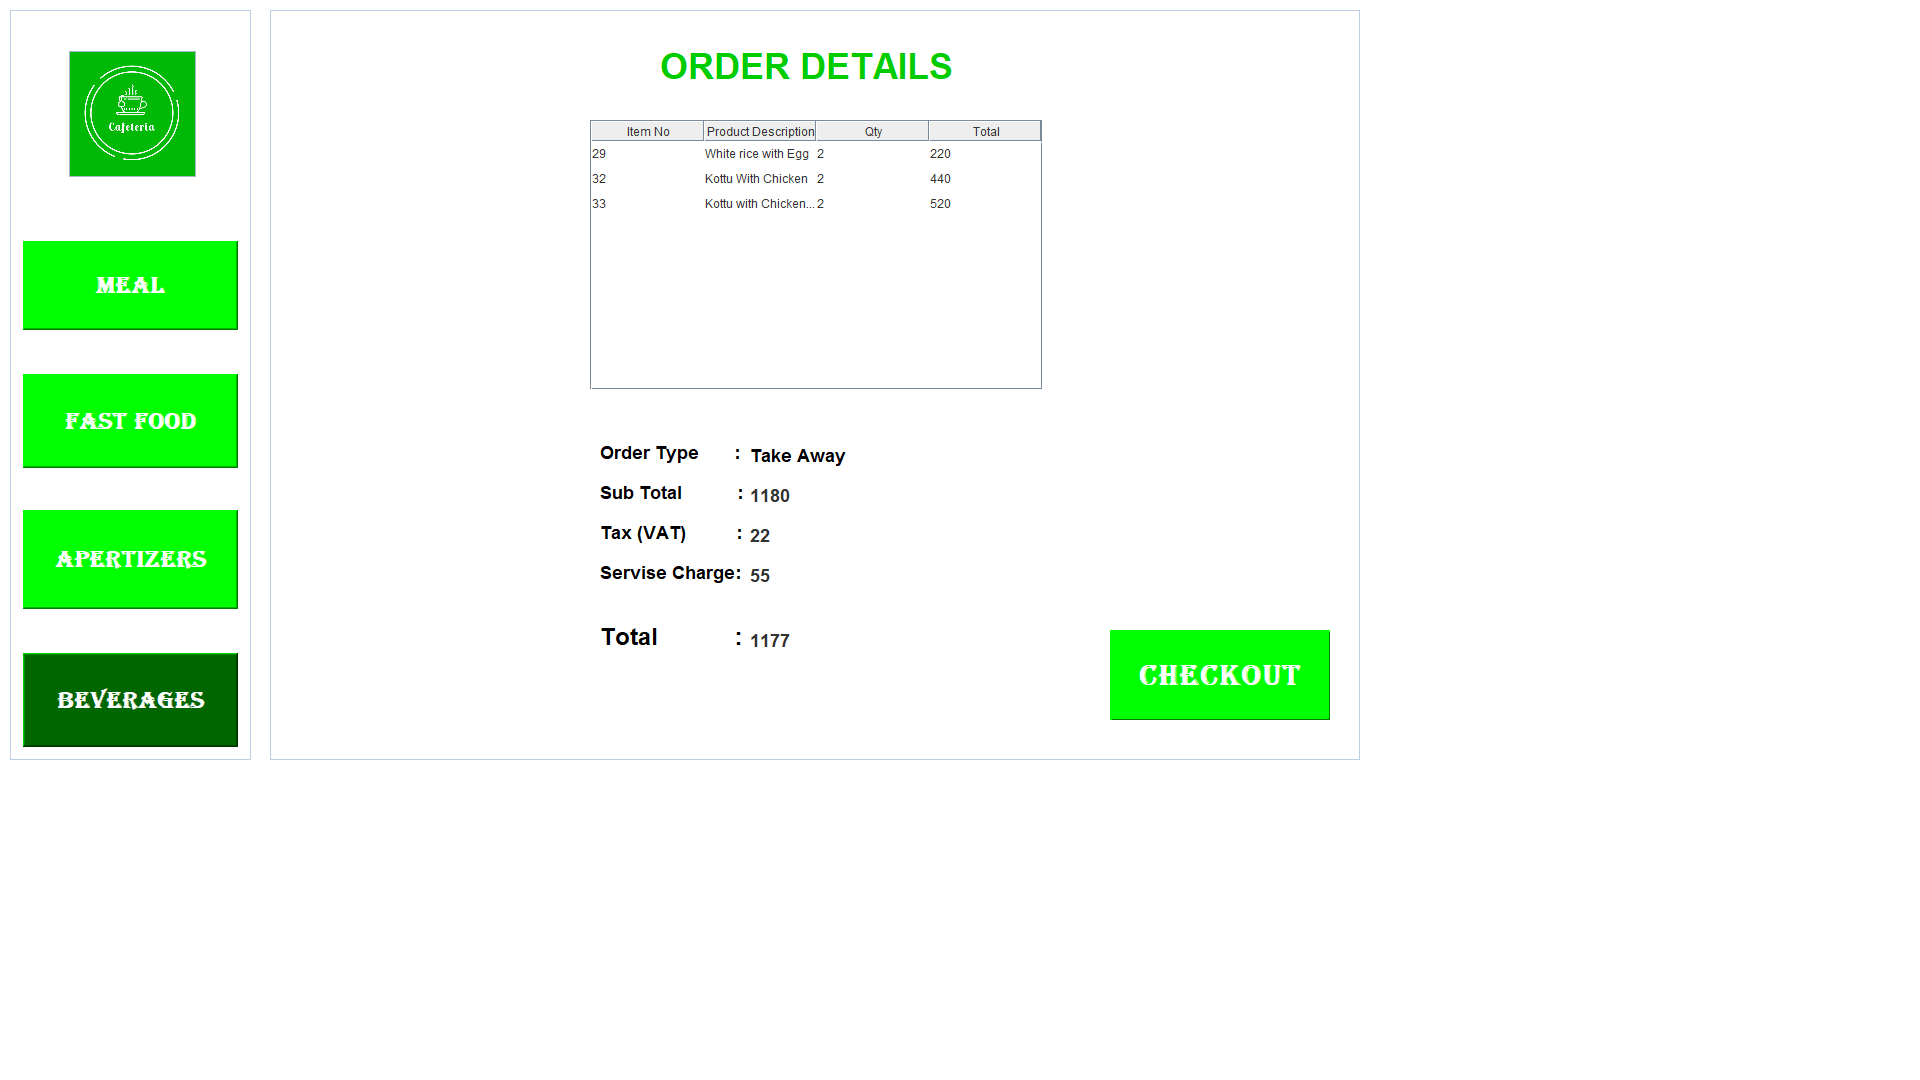 Cafeteria
MEAL
FAST FOOD
APERTIZERS
BEVERAGES
ORDER DETAILS
Item No Product Description Qty Total
29 White rice with Egg 2 220
32 Kottu With Chicken 2 440
33 Kottu with Chicken... 2 520
Order Type : Take Away
Sub Total : 1180
Tax (VAT) : 22
Servise Charge: 55
Total : 1177
CHECKOUT